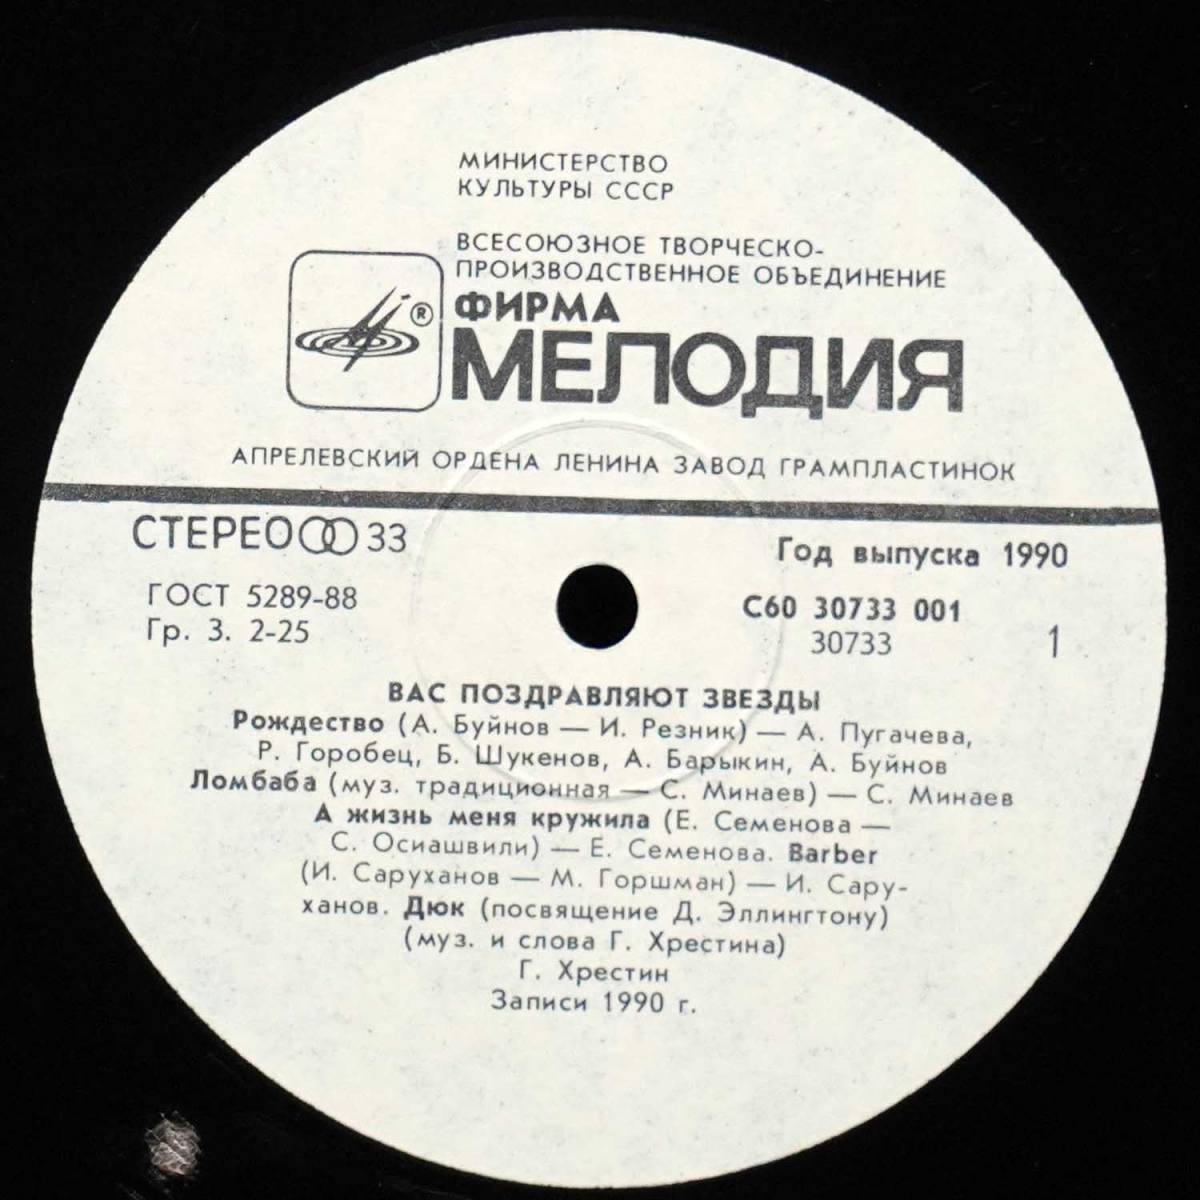 МИНИСТЕРСТВО
КУЛЬТУРЫ СССР
ВСЕСОЮЗНОЕ ТВОРЧЕСКО-
ПРОИЗВОДСТВЕННОЕ ОБЪЕДИНЕНИЕ
ФИРМА
®
МЕЛОДИЯ
АПРЕЛЕВСКИЙ ОРДЕНА ЛЕНИНА ЗАВОД ГРАМПЛАСТИНОК
СТЕРЕО 33
Год выпуска 1990
ГОСТ 5289-88
С60 30733 001
Гр. 3. 2-25
30733
1
ВАС ПОЗДРАВЛЯЮТ ЗВЕЗДЫ
Рождество (А. Буйнов — И. Резник) — А. Пугачева,
Р. Горобец, Б. Шукенов, А. Барыкин, А. Буйнов
Ломбаба (муз. традиционная — С. Минаев) — С. Минаев
А жизнь меня кружила (Е. Семенова —
С. Осиашвили) — Е. Семенова. Barber
(И. Саруханов — М. Горшман) — И. Сару-
ханов. Дюк (посвящение Д. Эллингтону)
(муз. и слова Г. Хрестина)
Г. Хрестин
Записи 1990 г.